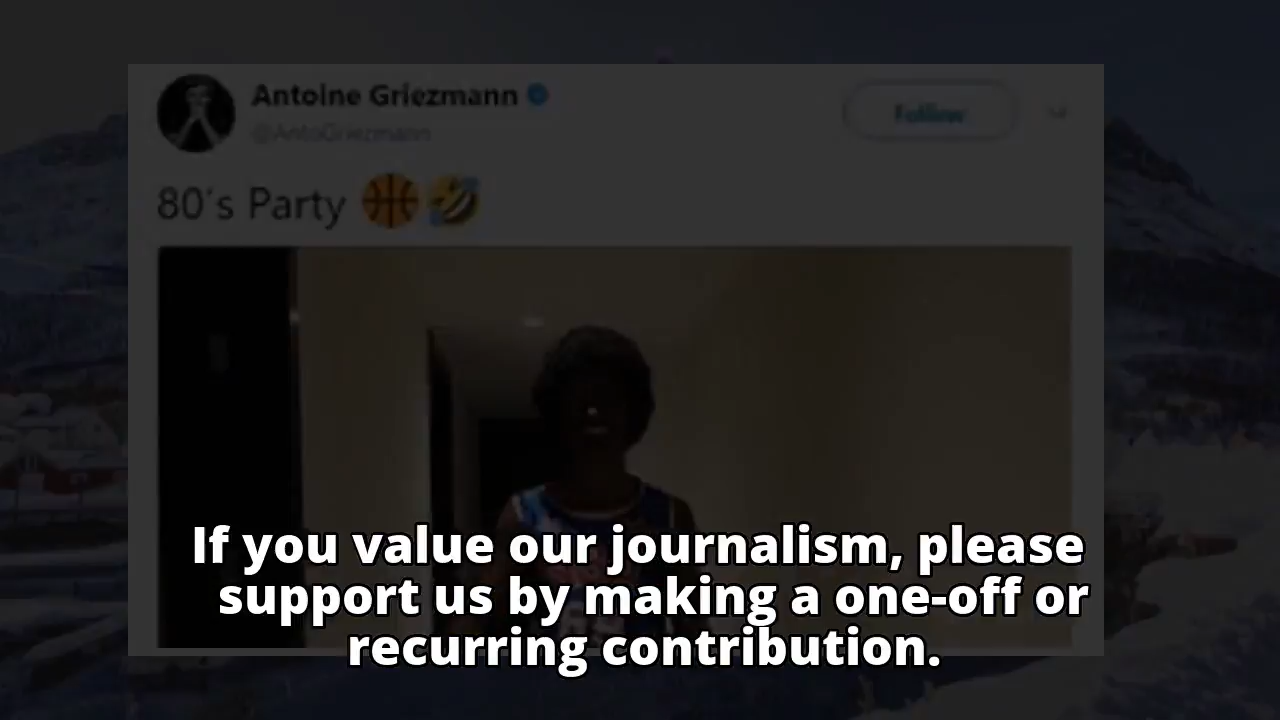 Antoine Griezmann
@AntoGriezmann
Follow
80's Party 🏀🤣
If you value our journalism, please
support us by making a one-off or
recurring contribution.